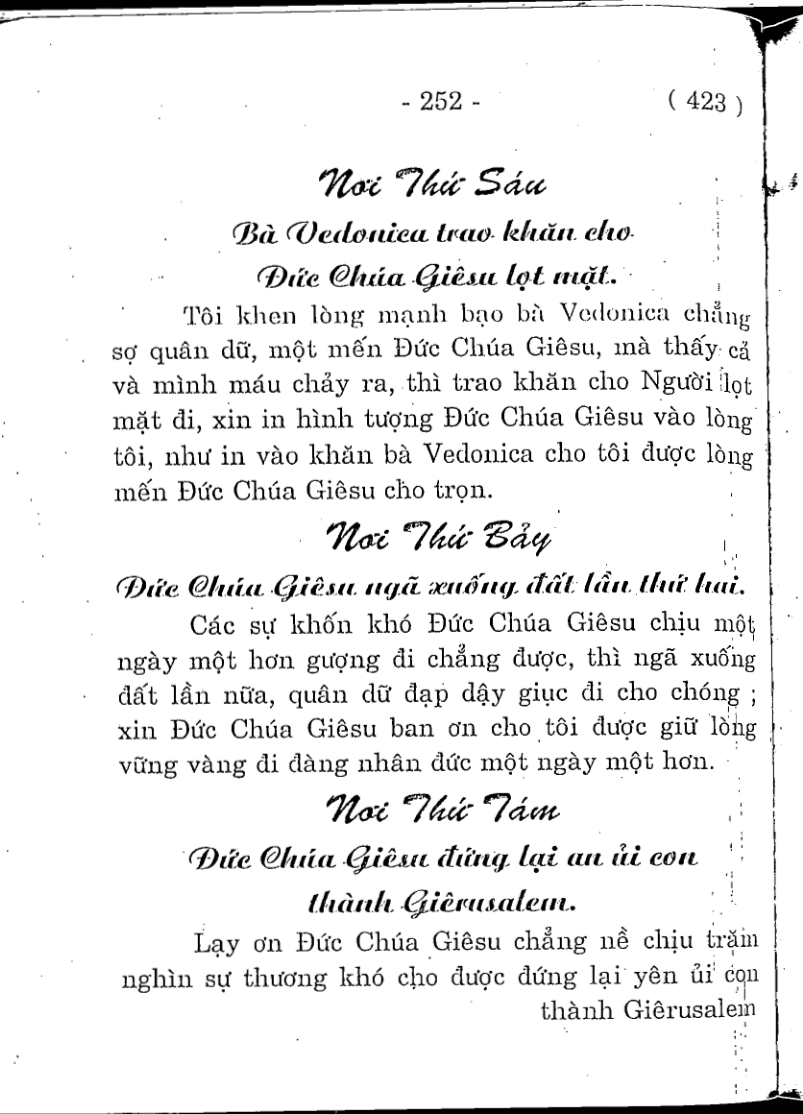 - 252 - ( 423 )
Nơi Thứ Sáu
Bà Vedonica trao khăn cho
Đức Chúa Giêsu lọt mặt.
Tôi khen lòng mạnh bạo bà Vedonica chẳng
sợ quân dữ, một mến Đức Chúa Giêsu, mà thấy cả
và mình máu chảy ra, thì trao khăn cho Người lọt
mặt đi, xin in hình tượng Đức Chúa Giêsu vào lòng
tôi, như in vào khăn bà Vedonica cho tôi được lòng
mến Đức Chúa Giêsu cho trọn.
Nơi Thứ Bảy
Đức Chúa Giêsu ngã xuống đất lần thứ hai.
Các sự khốn khó Đức Chúa Giêsu chịu một
ngày một hơn gượng đi chẳng được, thì ngã xuống
đất lần nữa, quân dữ đạp dậy giục đi cho chóng ;
xin Đức Chúa Giêsu ban ơn cho tôi được giữ lòng
vững vàng đi đàng nhân đức một ngày một hơn.
Nơi Thứ Tám
Đức Chúa Giêsu đứng lại an ủi con
thành Giêrusalem.
Lạy ơn Đức Chúa Giêsu chẳng nề chịu trăm
nghìn sự thương khó cho được đứng lại yên ủi con
thành Giêrusalem